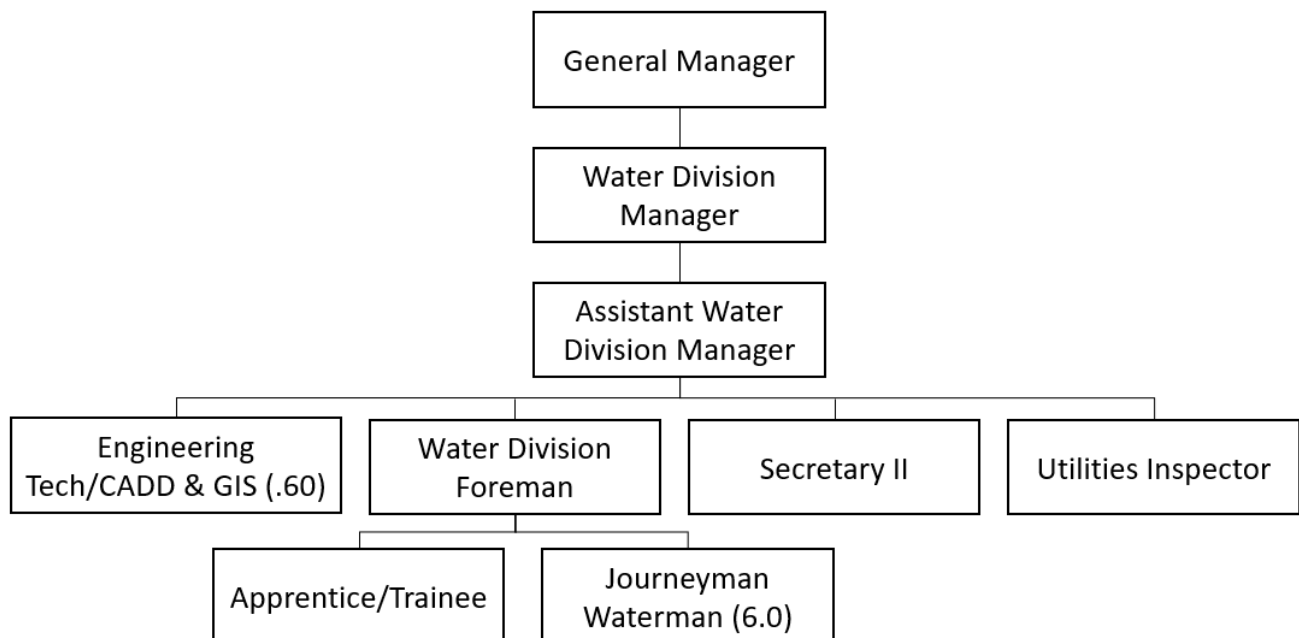 General Manager
Water Division
Manager
Assistant Water
Division Manager
Engineering
Tech/CADD & GIS (.60)
Water Division
Foreman
Secretary II
Utilities Inspector
Apprentice/Trainee
Journeyman
Waterman (6.0)